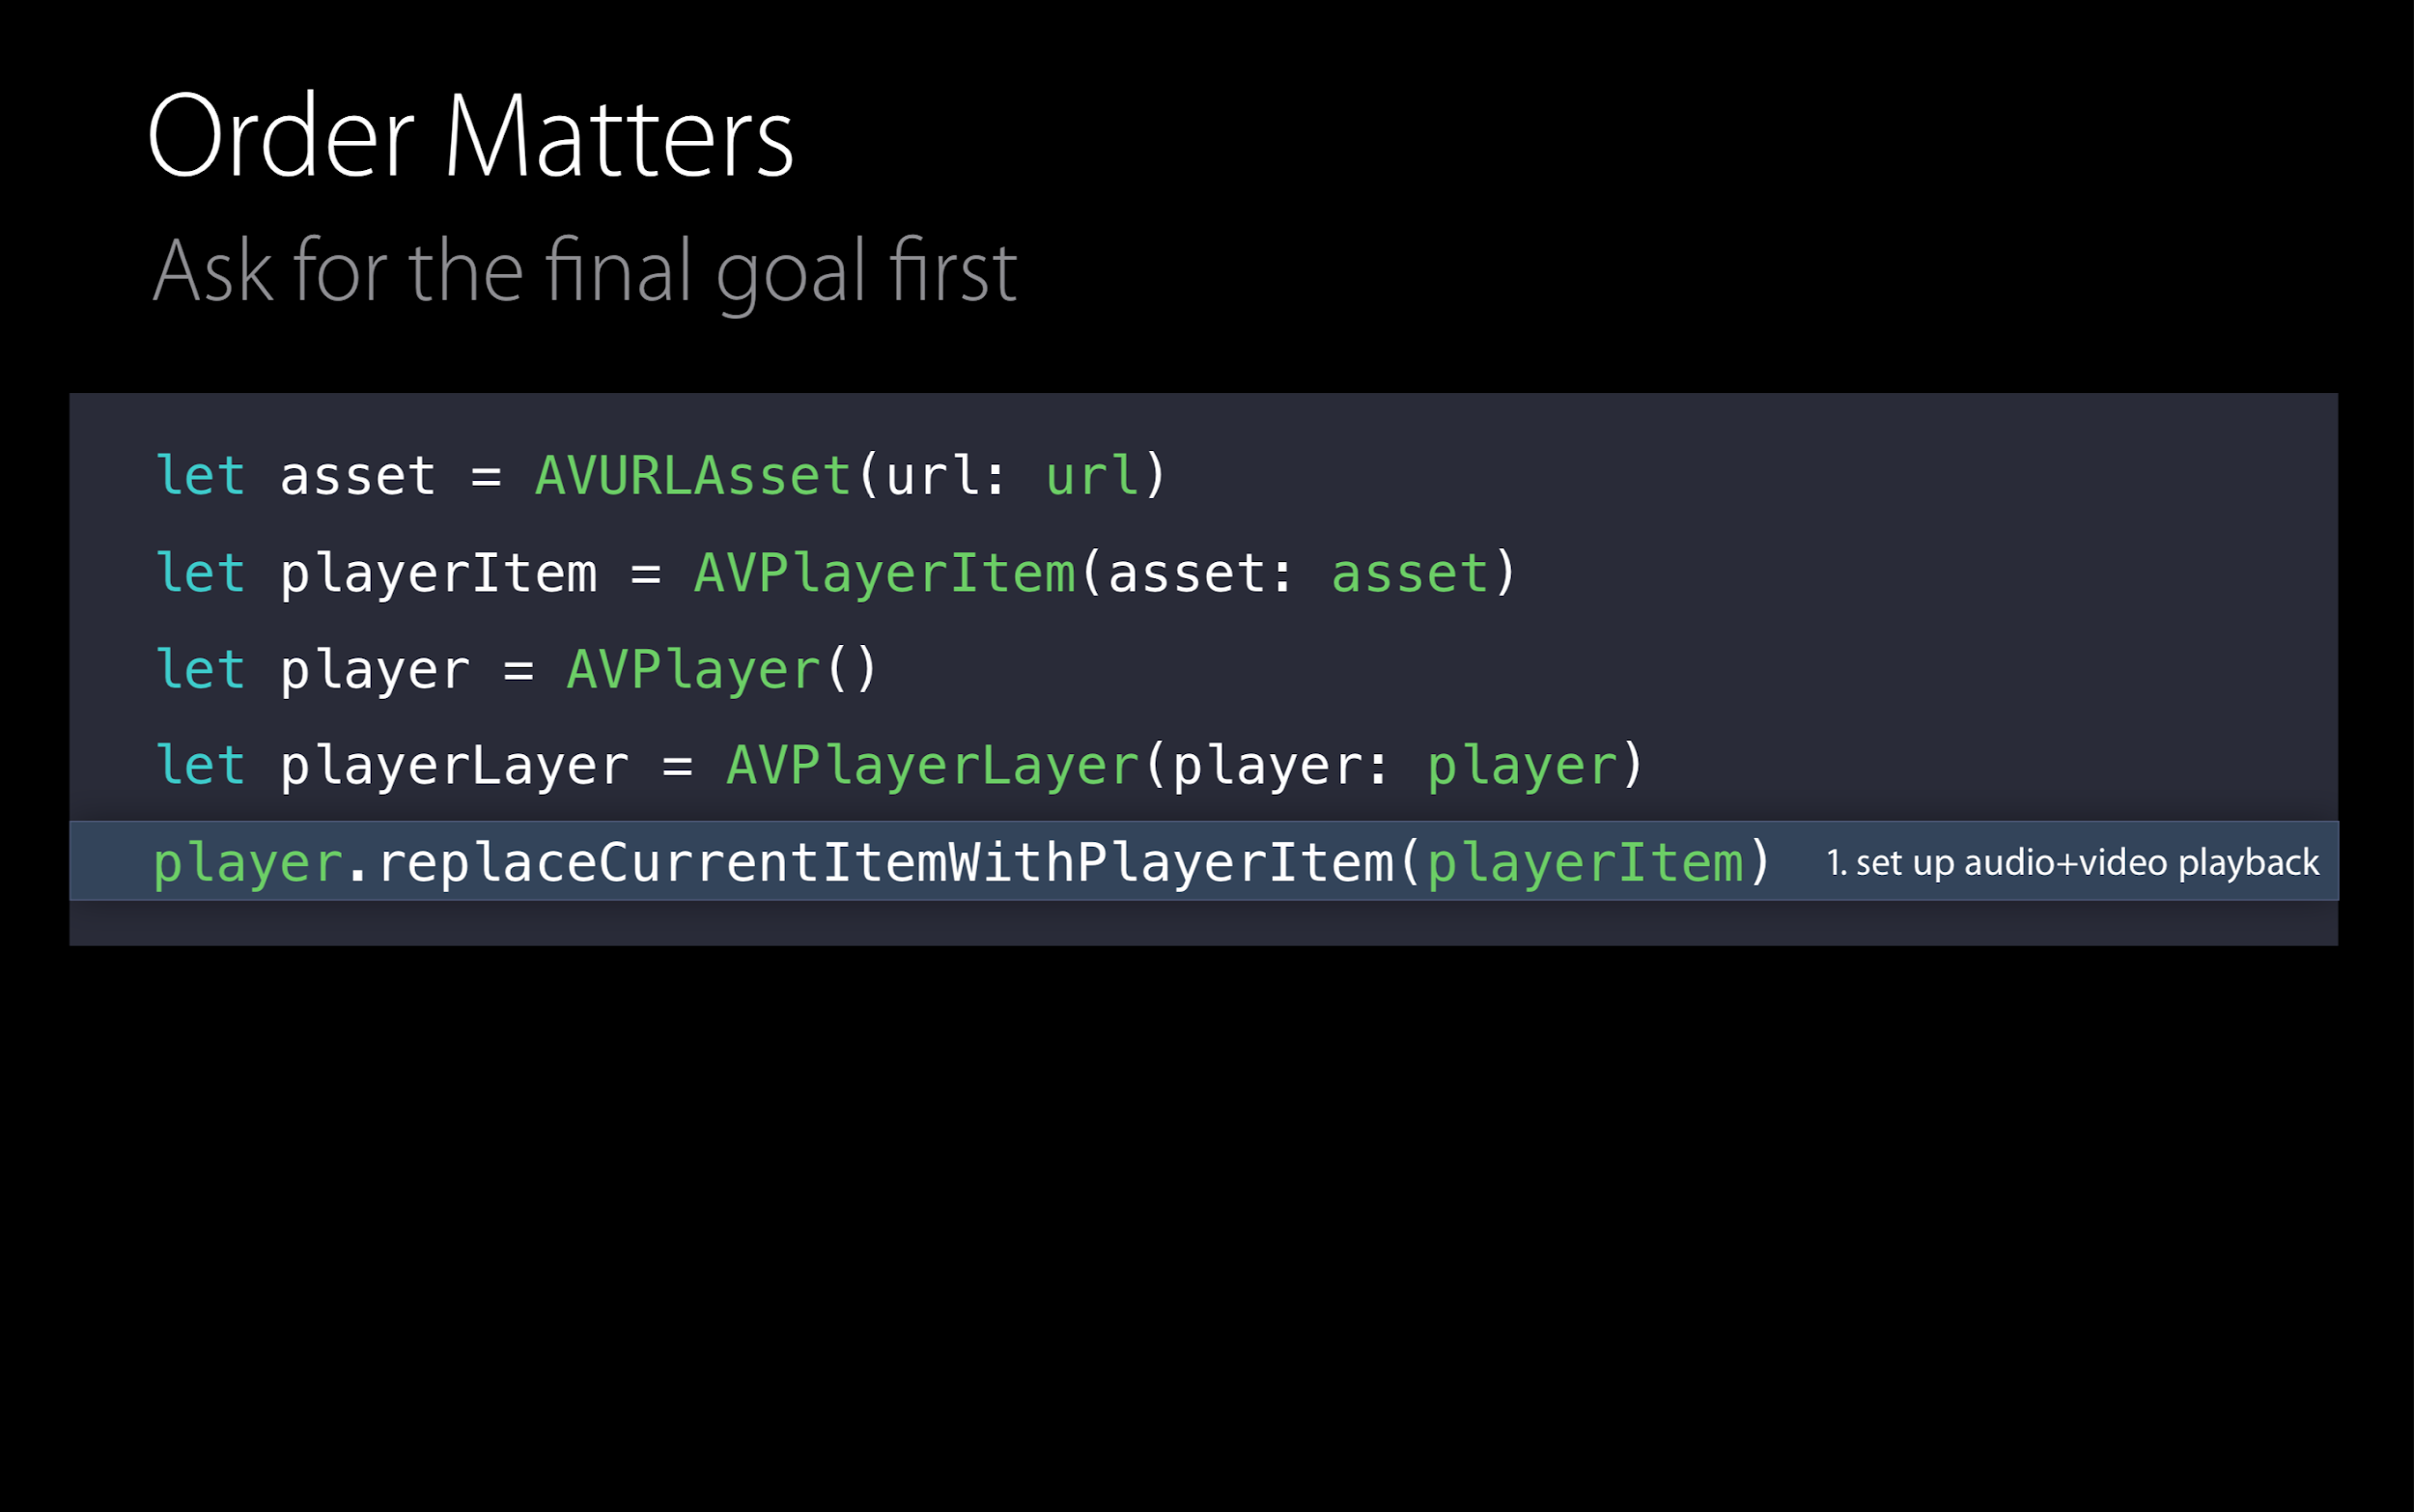 Order Matters
Ask for the final goal first
let asset = AVURLAsset(url: url)
let playerItem = AVPlayerItem(asset: asset)
let player = AVPlayer()
let playerLayer = AVPlayerLayer(player: player)
player.replaceCurrentItemWithPlayerItem(playerItem) 1. set up audio+video playback